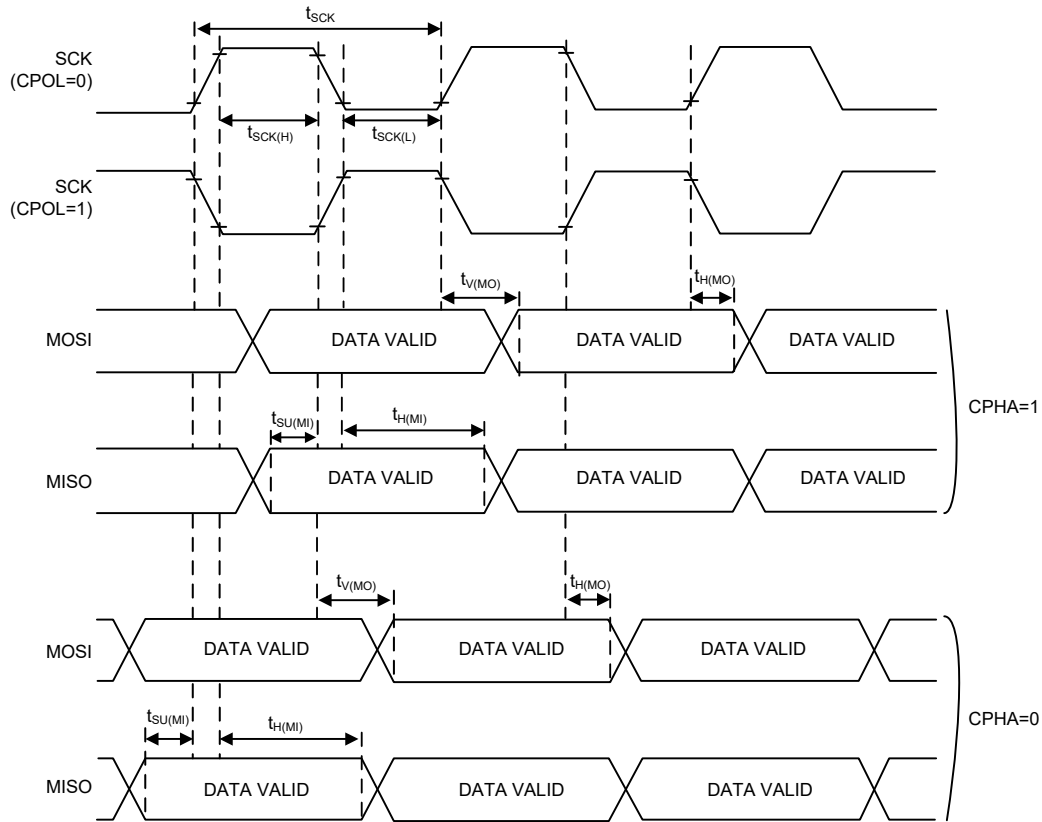 tSCK
SCK
(CPOL=0)
tSCK(H)
tSCK(L)
SCK
(CPOL=1)
tV(MO)
tH(MO)
MOSI
DATA VALID
DATA VALID
DATA VALID
CPHA=1
tSU(MI)
tH(MI)
MISO
DATA VALID
DATA VALID
DATA VALID
tV(MO)
tH(MO)
MOSI
DATA VALID
DATA VALID
DATA VALID
CPHA=0
tSU(MI)
tH(MI)
MISO
DATA VALID
DATA VALID
DATA VALID